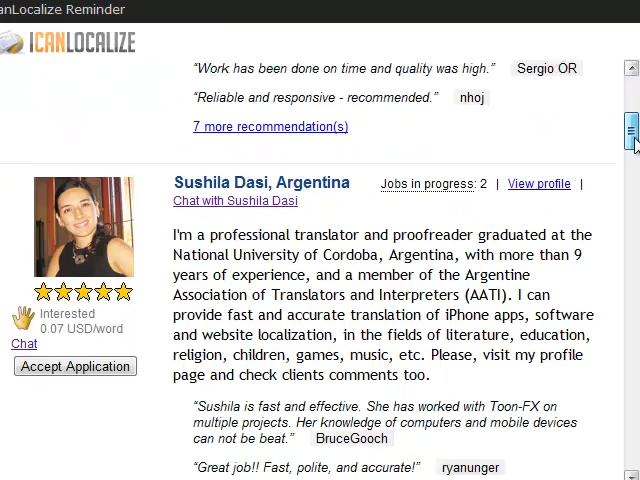 anLocalize Reminder
ICANLOCALIZE
“Work has been done on time and quality was high.” Sergio OR
“Reliable and responsive - recommended.” nhoj
7 more recommendation(s)
Sushila Dasi, Argentina Jobs in progress: 2 | View profile |
Chat with Sushila Dasi
I'm a professional translator and proofreader graduated at the
National University of Cordoba, Argentina, with more than 9
years of experience, and a member of the Argentine
Association of Translators and Interpreters (AATI). I can
provide fast and accurate translation of iPhone apps, software
and website localization, in the fields of literature, education,
religion, children, games, music, etc. Please, visit my profile
page and check clients comments too.
Interested
0.07 USD/word
Chat
Accept Application
“Sushila is fast and effective. She has worked with Toon-FX on
multiple projects. Her knowledge of computers and mobile devices
can not be beat.” BruceGooch
“Great job!! Fast, polite, and accurate!” ryanunger